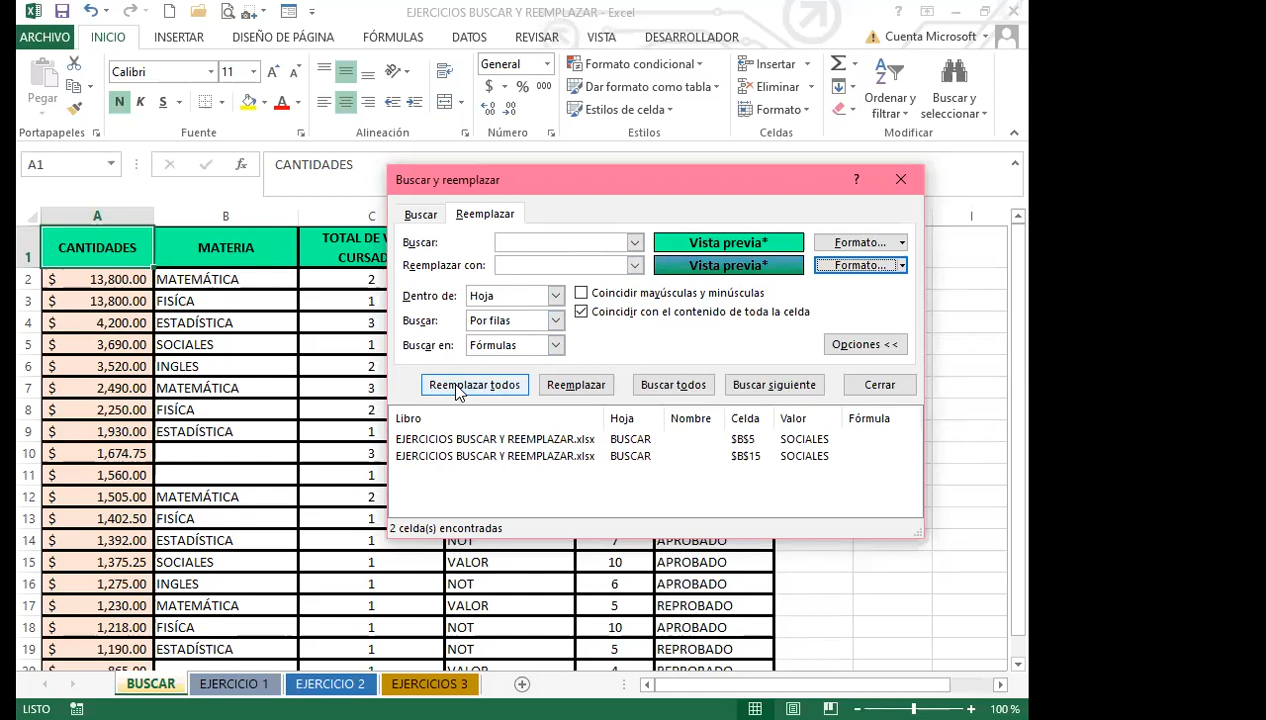 EJERCICIOS BUSCAR Y REEMPLAZAR - Excel
ARCHIVO INICIO INSERTAR DISEÑO DE PÁGINA FÓRMULAS DATOS REVISAR VISTA DESARROLLADOR Cuenta Microsoft
Calibri 11 General Formato condicional Insertar
Pegar N K S $ % 000 Dar formato como tabla Eliminar Ordenar y filtrar Buscar y seleccionar
Estilos de celda Formato
Portapapeles Fuente Alineación Número Estilos Celdas Modificar
A1 fx CANTIDADES
Buscar y reemplazar ?
Buscar Reemplazar
Buscar: Vista previa* Formato...
Reemplazar con: Vista previa* Formato...
Dentro de: Hoja Coincidir mayúsculas y minúsculas
Coincidir con el contenido de toda la celda
Buscar: Por filas
Buscar en: Fórmulas Opciones <<
Reemplazar todos Reemplazar Buscar todos Buscar siguiente Cerrar
Libro Hoja Nombre Celda Valor Fórmula
EJERCICIOS BUSCAR Y REEMPLAZAR.xlsx BUSCAR $B$5 SOCIALES
EJERCICIOS BUSCAR Y REEMPLAZAR.xlsx BUSCAR $B$15 SOCIALES
2 celda(s) encontradas
A B C I
1 CANTIDADES MATERIA TOTAL DE V
CURSAD
2 $ 13,800.00 MATEMÁTICA 2
3 $ 13,800.00 FISÍCA 1
4 $ 4,200.00 ESTADÍSTICA 3
5 $ 3,690.00 SOCIALES 1
6 $ 3,520.00 INGLES 2
7 $ 2,490.00 MATEMÁTICA 3
8 $ 2,250.00 FISÍCA 1
9 $ 1,930.00 ESTADÍSTICA 1
10 $ 1,674.75 3
11 $ 1,560.00 1
12 $ 1,505.00 MATEMÁTICA 2
13 $ 1,402.50 FISÍCA 1
14 $ 1,392.00 ESTADÍSTICA 1 NOT 7 APROBADO
15 $ 1,375.25 SOCIALES 1 VALOR 10 APROBADO
16 $ 1,275.00 INGLES 1 NOT 6 APROBADO
17 $ 1,230.00 MATEMÁTICA 1 VALOR 5 REPROBADO
18 $ 1,218.00 FISÍCA 1 NOT 10 APROBADO
19 $ 1,190.00 ESTADÍSTICA 1 NOT 5 REPROBADO
BUSCAR EJERCICIO 1 EJERCICIO 2 EJERCICIOS 3
LISTO 100 %